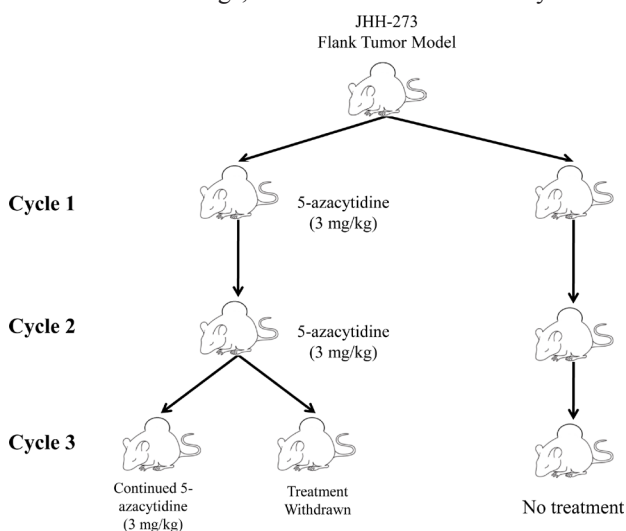 JHH-273
Flank Tumor Model
Cycle 1
5-azacytidine
(3 mg/kg)
Cycle 2
5-azacytidine
(3 mg/kg)
Cycle 3
Continued 5-
azacytidine
(3 mg/kg)
Treatment
Withdrawn
No treatment